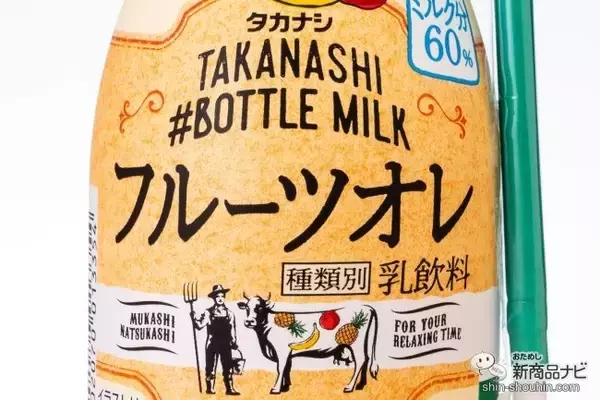 ミルク分
60%
タカナシ
TAKANASHI
#BOTTLE MILK
フルーツオレ
種類別 乳飲料
MUKASHI
NATSUKASHI
FOR YOUR
RELAXING TIME
おためし
新商品ナビ
shin-shouhin.com